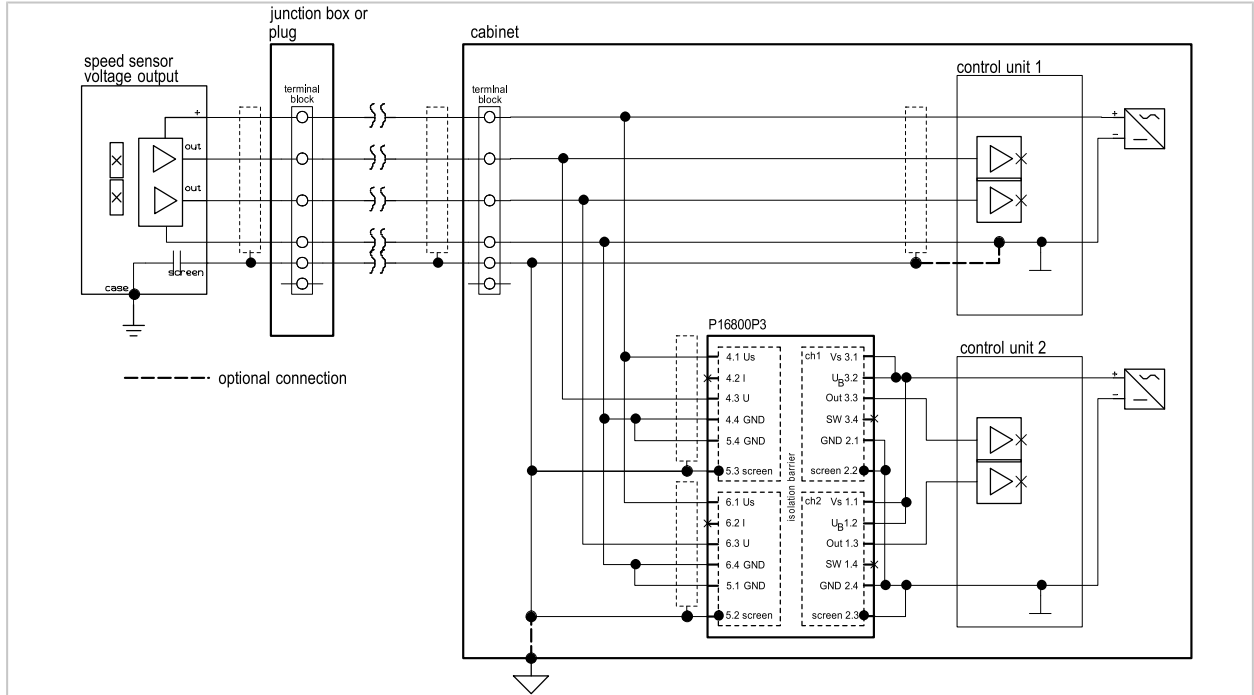 junction box or
plug
cabinet
speed sensor
voltage output
control unit 1
terminal
block
terminal
block
+
out
out
+
−
screen
case
optional connection
P16800P3
control unit 2
4.1 Us
4.2 I
4.3 U
4.4 GND
5.4 GND
5.3 screen
ch1 Vs 3.1
UB3.2
Out 3.3
SW 3.4
GND 2.1
screen 2.2
isolation barrier
6.1 Us
6.2 I
6.3 U
6.4 GND
5.1 GND
5.2 screen
ch2 Vs 1.1
UB1.2
Out 1.3
SW 1.4
GND 2.4
screen 2.3
+
−